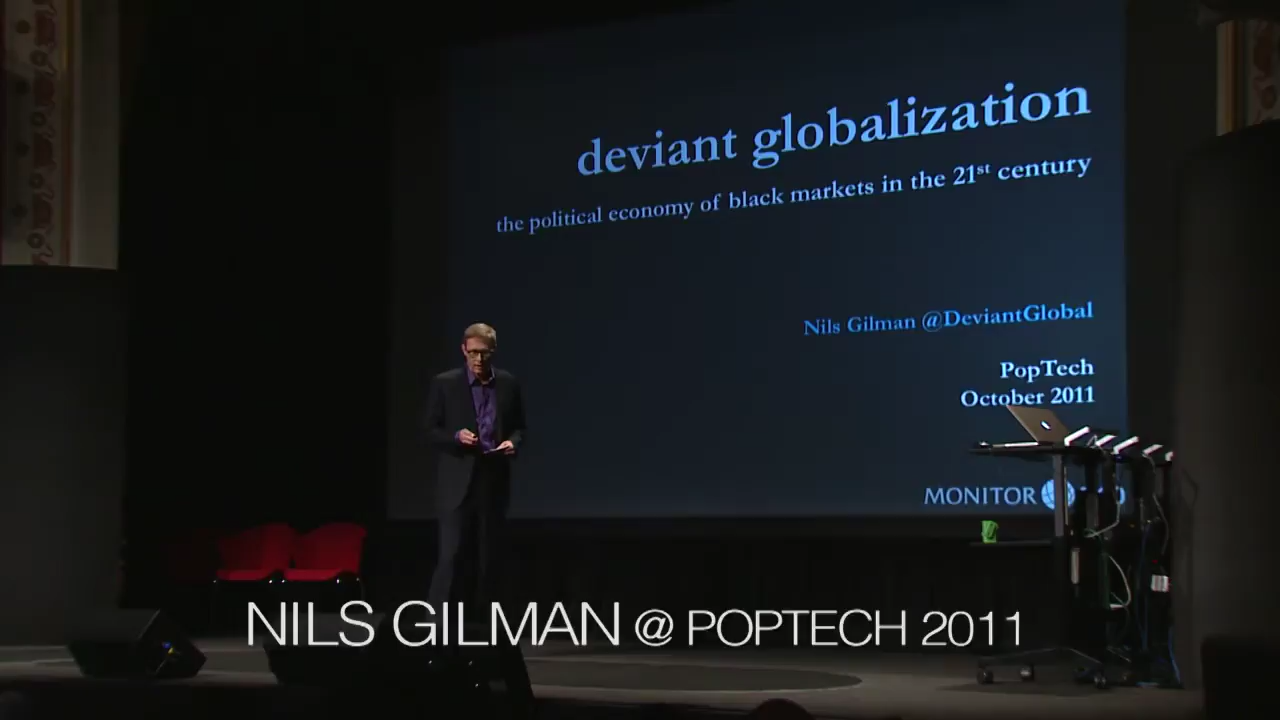 deviant globalization
the political economy of black markets in the 21st century
Nils Gilman @DeviantGlobal
PopTech
October 2011
MONITOR
NILS GILMAN @ POPTECH 2011